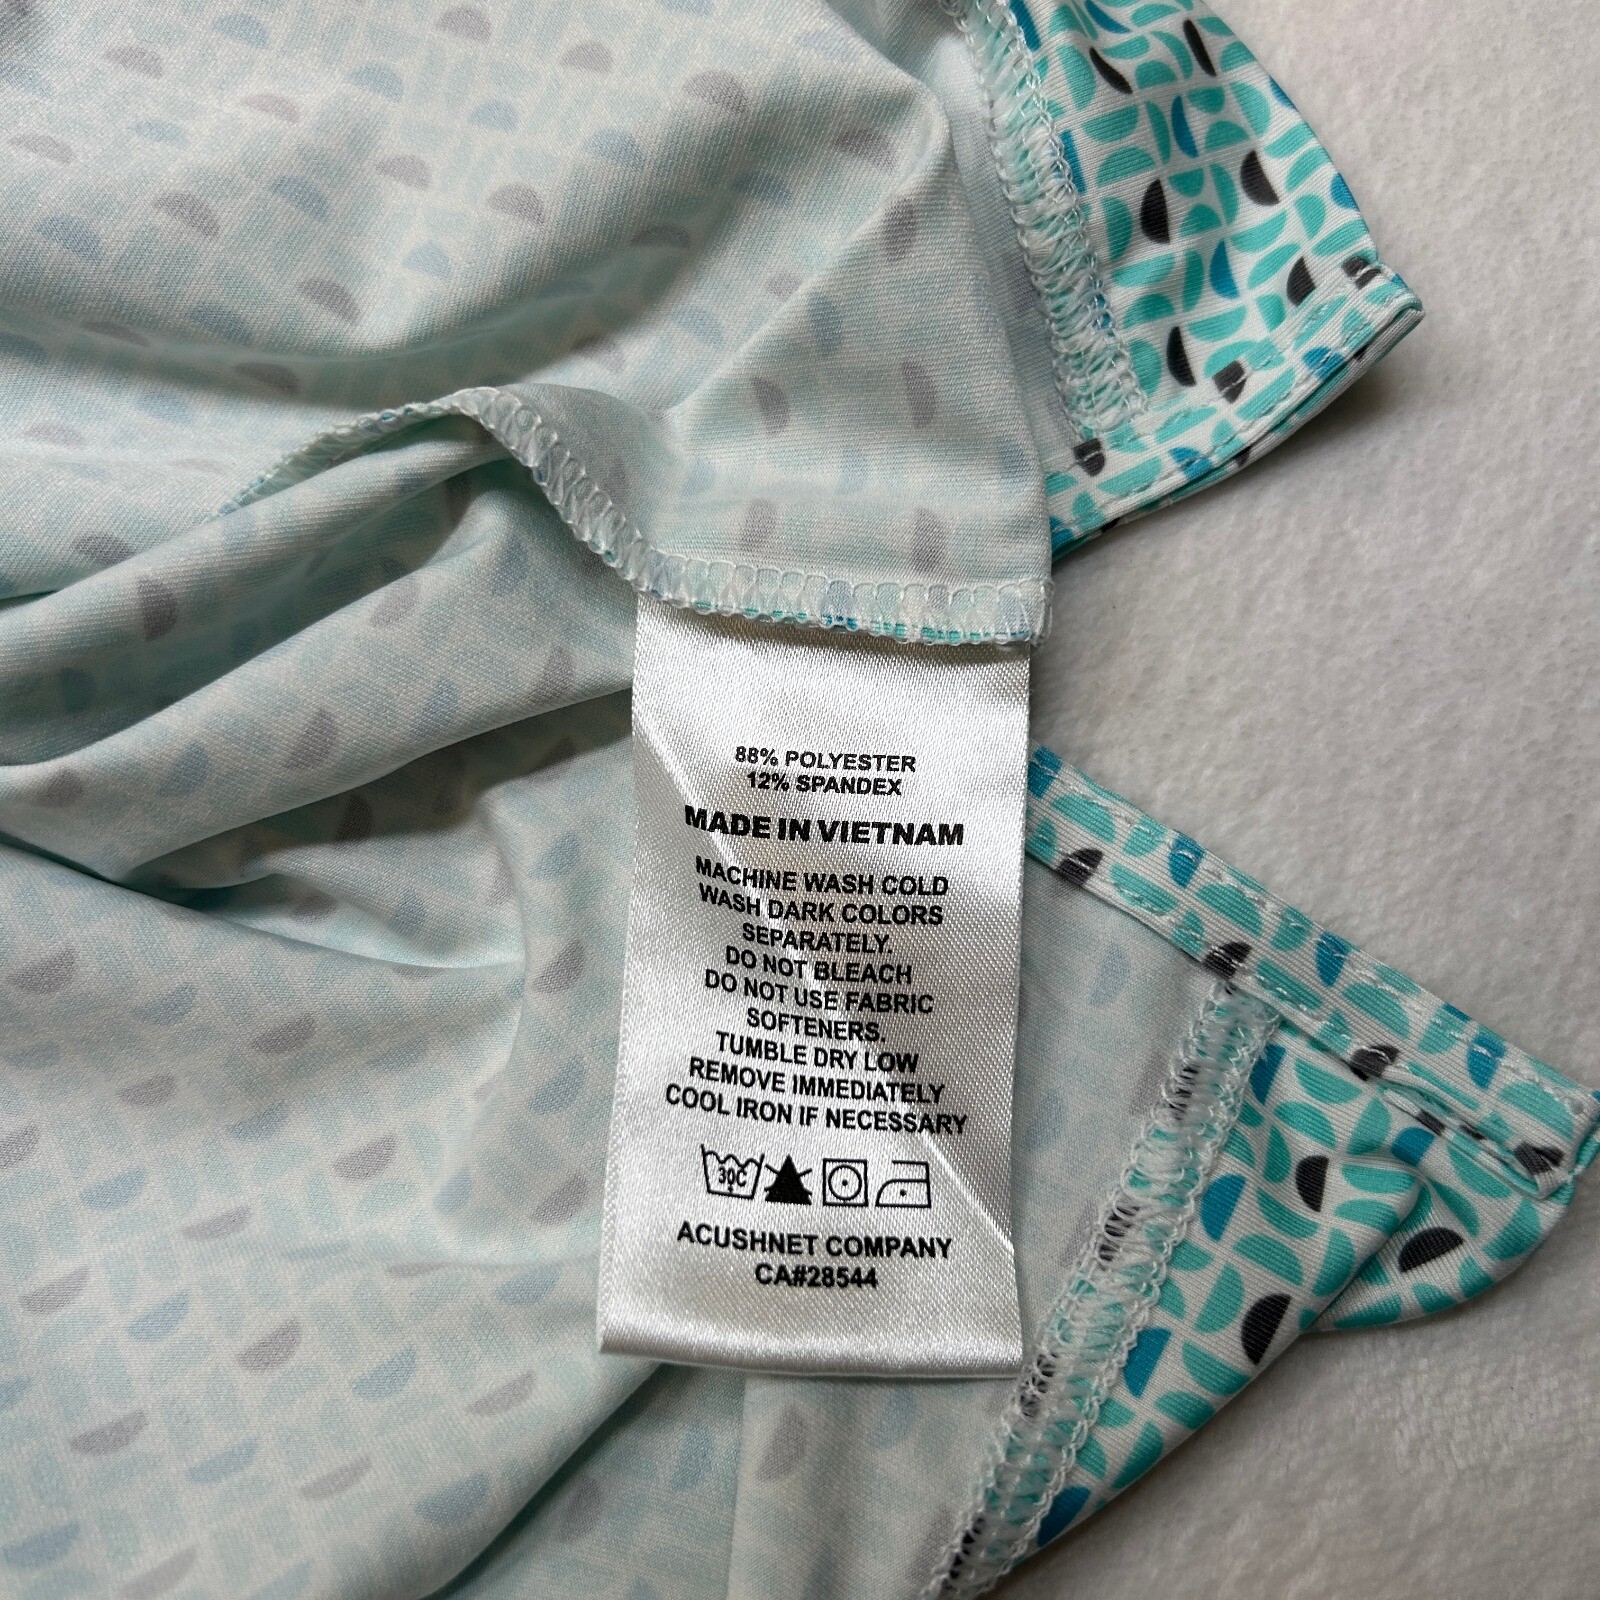 88% POLYESTER
12% SPANDEX
MADE IN VIETNAM
MACHINE WASH COLD
WASH DARK COLORS
SEPARATELY.
DO NOT BLEACH
DO NOT USE FABRIC
SOFTENERS.
TUMBLE DRY LOW
REMOVE IMMEDIATELY
COOL IRON IF NECESSARY
30C
ACUSHNET COMPANY
CA#28544